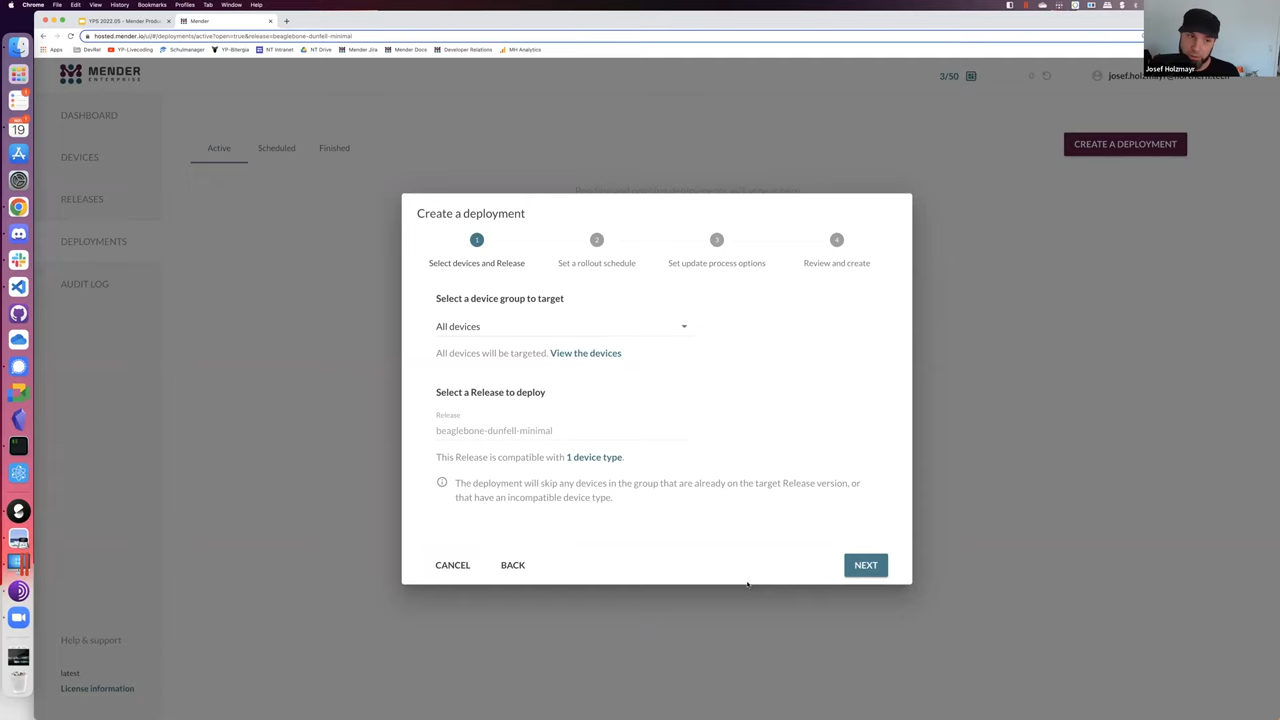 Chrome File Edit View History Bookmarks Profiles Tab Window Help
YPS 2022.05 - Mender Produ
Mender
hosted.mender.io/ui/#/deployments/active?open=true&release=beaglebone-dunfell-minimal
Apps DevRel YP-Livecoding Schulmanager YP-Bitergia NT Intranet NT Drive Mender Jira Mender Docs Developer Relations MH Analytics
Josef Holzmayr
MENDER
ENTERPRISE
3/50
0
DASHBOARD
DEVICES
RELEASES
DEPLOYMENTS
AUDIT LOG
Active Scheduled Finished
CREATE A DEPLOYMENT
Create a deployment
1 2 3 4
Select devices and Release Set a rollout schedule Set update process options Review and create
Select a device group to target
All devices
All devices will be targeted. View the devices
Select a Release to deploy
Release
beaglebone-dunfell-minimal
This Release is compatible with 1 device type.
The deployment will skip any devices in the group that are already on the target Release version, or
that have an incompatible device type.
CANCEL BACK NEXT
Help & support
latest
License information
19